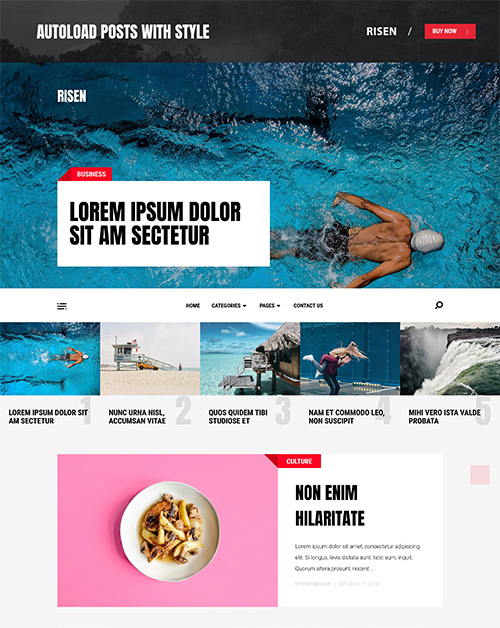 AUTOLOAD POSTS WITH STYLE
RISEN /
BUY NOW
RISEN
BUSINESS
LOREM IPSUM DOLOR
SIT AM SECTETUR
HOME CATEGORIES PAGES CONTACT US
1
LOREM IPSUM DOLOR SIT
AM SECTETUR
2
NUNC URNA NISL,
ACCUMSAN VITAE
3
QUOS QUIDEM TIBI
STUDIOSE ET
4
NAM ET COMMODO LEO,
NON SUSCIPIT
5
MIHI VERO ISTA VALDE
PROBATA
CULTURE
NON ENIM
HILARITATE
Lorem ipsum dolor sit amet, consectetur adipiscing
elit. Si longus, levis dictata sunt. Istic sum, inquit.
Quorum altera prosunt, nocent ...
MYTHEMESHOP / OCTOBER 11, 2018